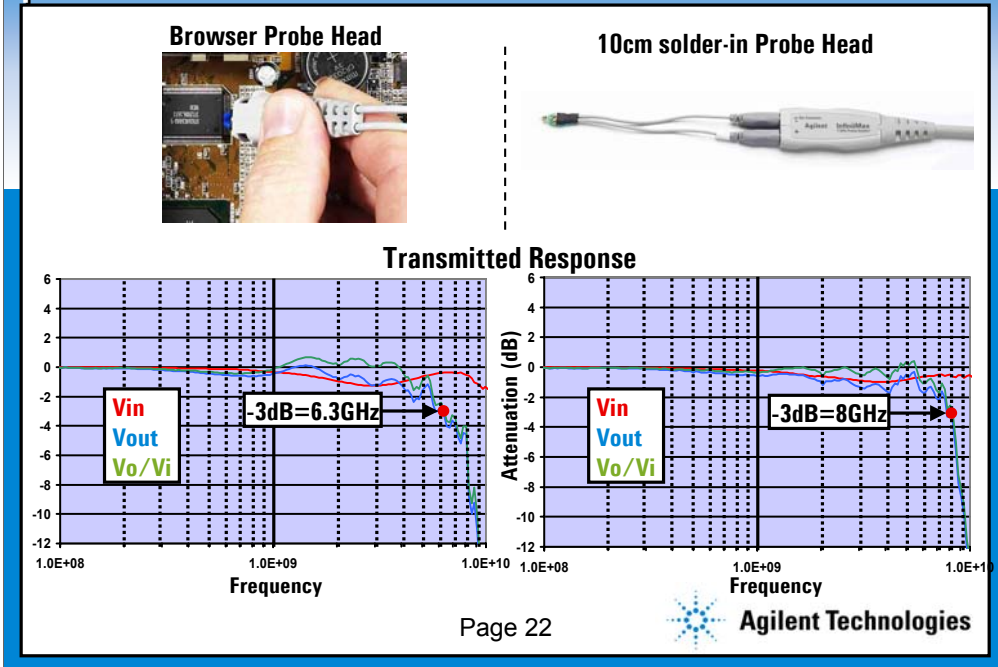 Browser Probe Head
10cm solder-in Probe Head
Agilent InfiniiMax
Transmitted Response
6
4
2
0
-2
-4
-6
-8
-10
-12
Vin
Vout
Vo/Vi
-3dB=6.3GHz
1.0E+08
1.0E+09
1.0E+10
Frequency
Attenuation (dB)
6
4
2
0
-2
-4
-6
-8
-10
-12
Vin
Vout
Vo/Vi
-3dB=8GHz
1.0E+08
1.0E+09
1.0E+10
Frequency
Page 22
Agilent Technologies